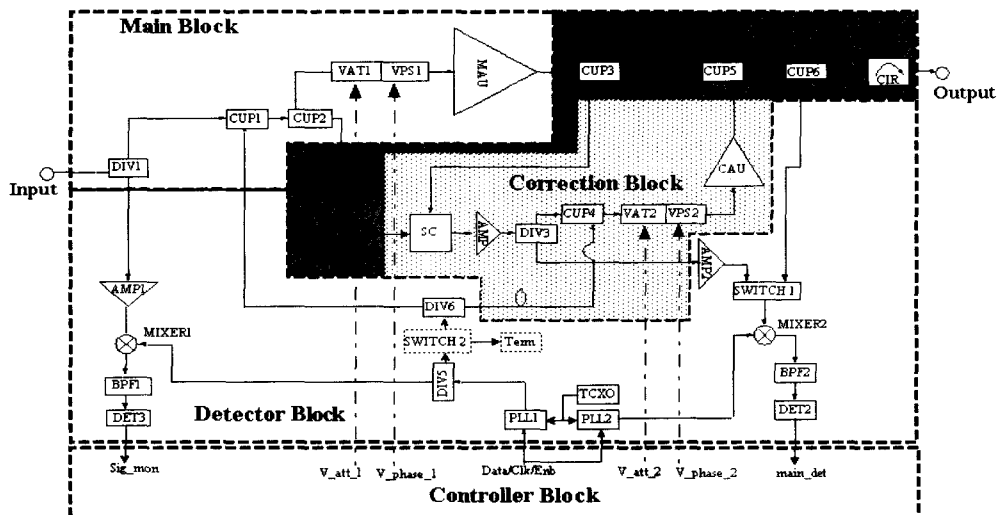 Main Block
VAT1
VPS1
MAU
CUP3
CUP5
CUP6
CIR
Output
CUP1
CUP2
Input
DIV1
Correction Block
CAU
SC
AMP
DIV3
CUP4
VAT2
VPS2
AMP2
AMP1
DIV6
SWITCH 1
MIXER1
SWITCH 2
Term
MIXER2
BPF1
DIV5
BPF2
TCXO
DET3
Detector Block
PLL1
PLL2
DET2
Sig_mon
V_att_1
V_phase_1
Data/Clk/Enb
V_att_2
V_phase_2
main_det
Controller Block